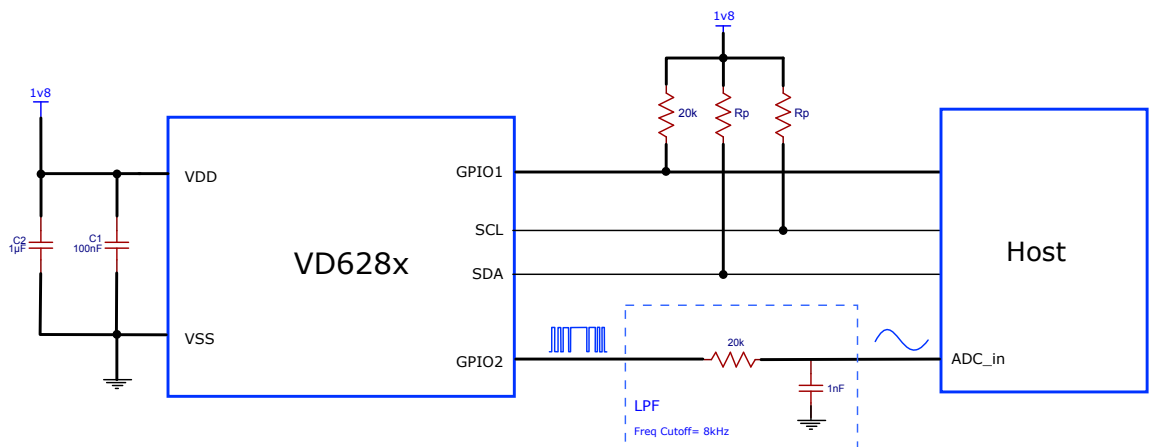 1v8
1v8
20k
Rp
Rp
C2
1µF
C1
100nF
VDD
VSS
VD628x
GPIO1
SCL
SDA
GPIO2
Host
ADC_in
20k
1nF
LPF
Freq Cutoff= 8kHz